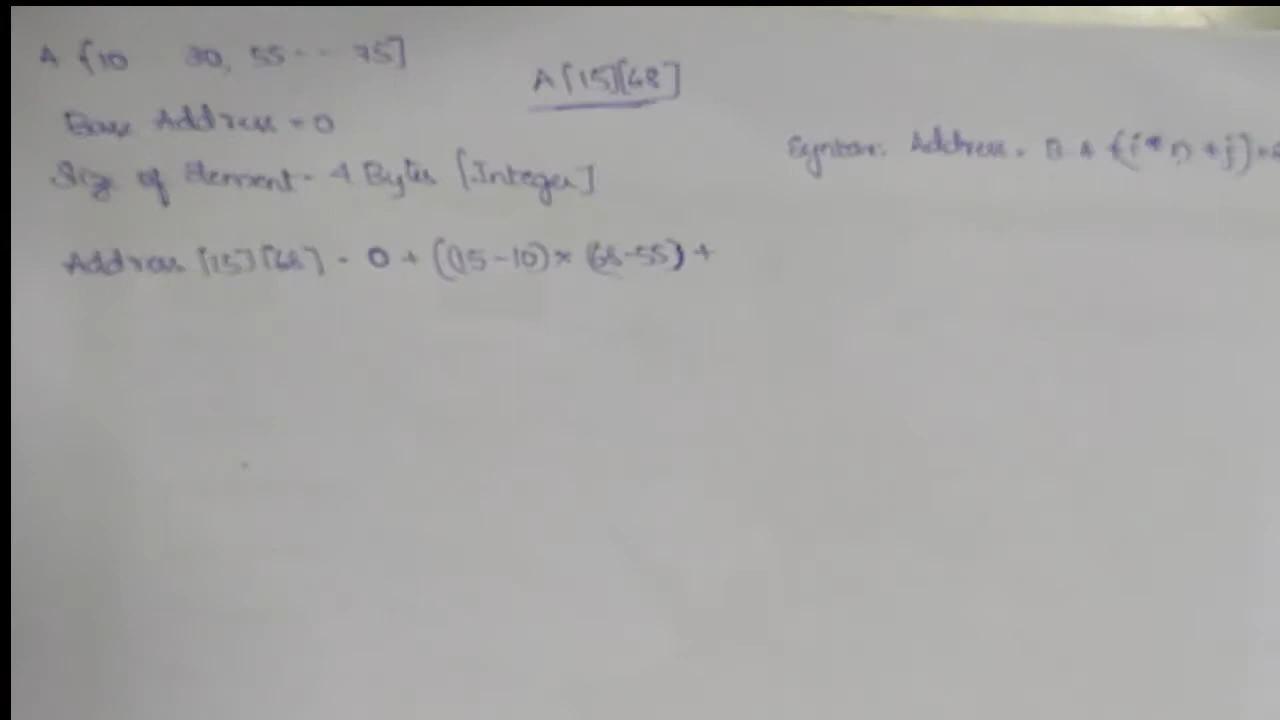 A [10 30, 55 -- 75]
A[15][68]
Base Address = 0
Syntax: Address = B + (i * n + j) *
Size of Element - 4 Bytes [Integer]
Address [15][68] = 0 + ((15-10) × (68-55) +